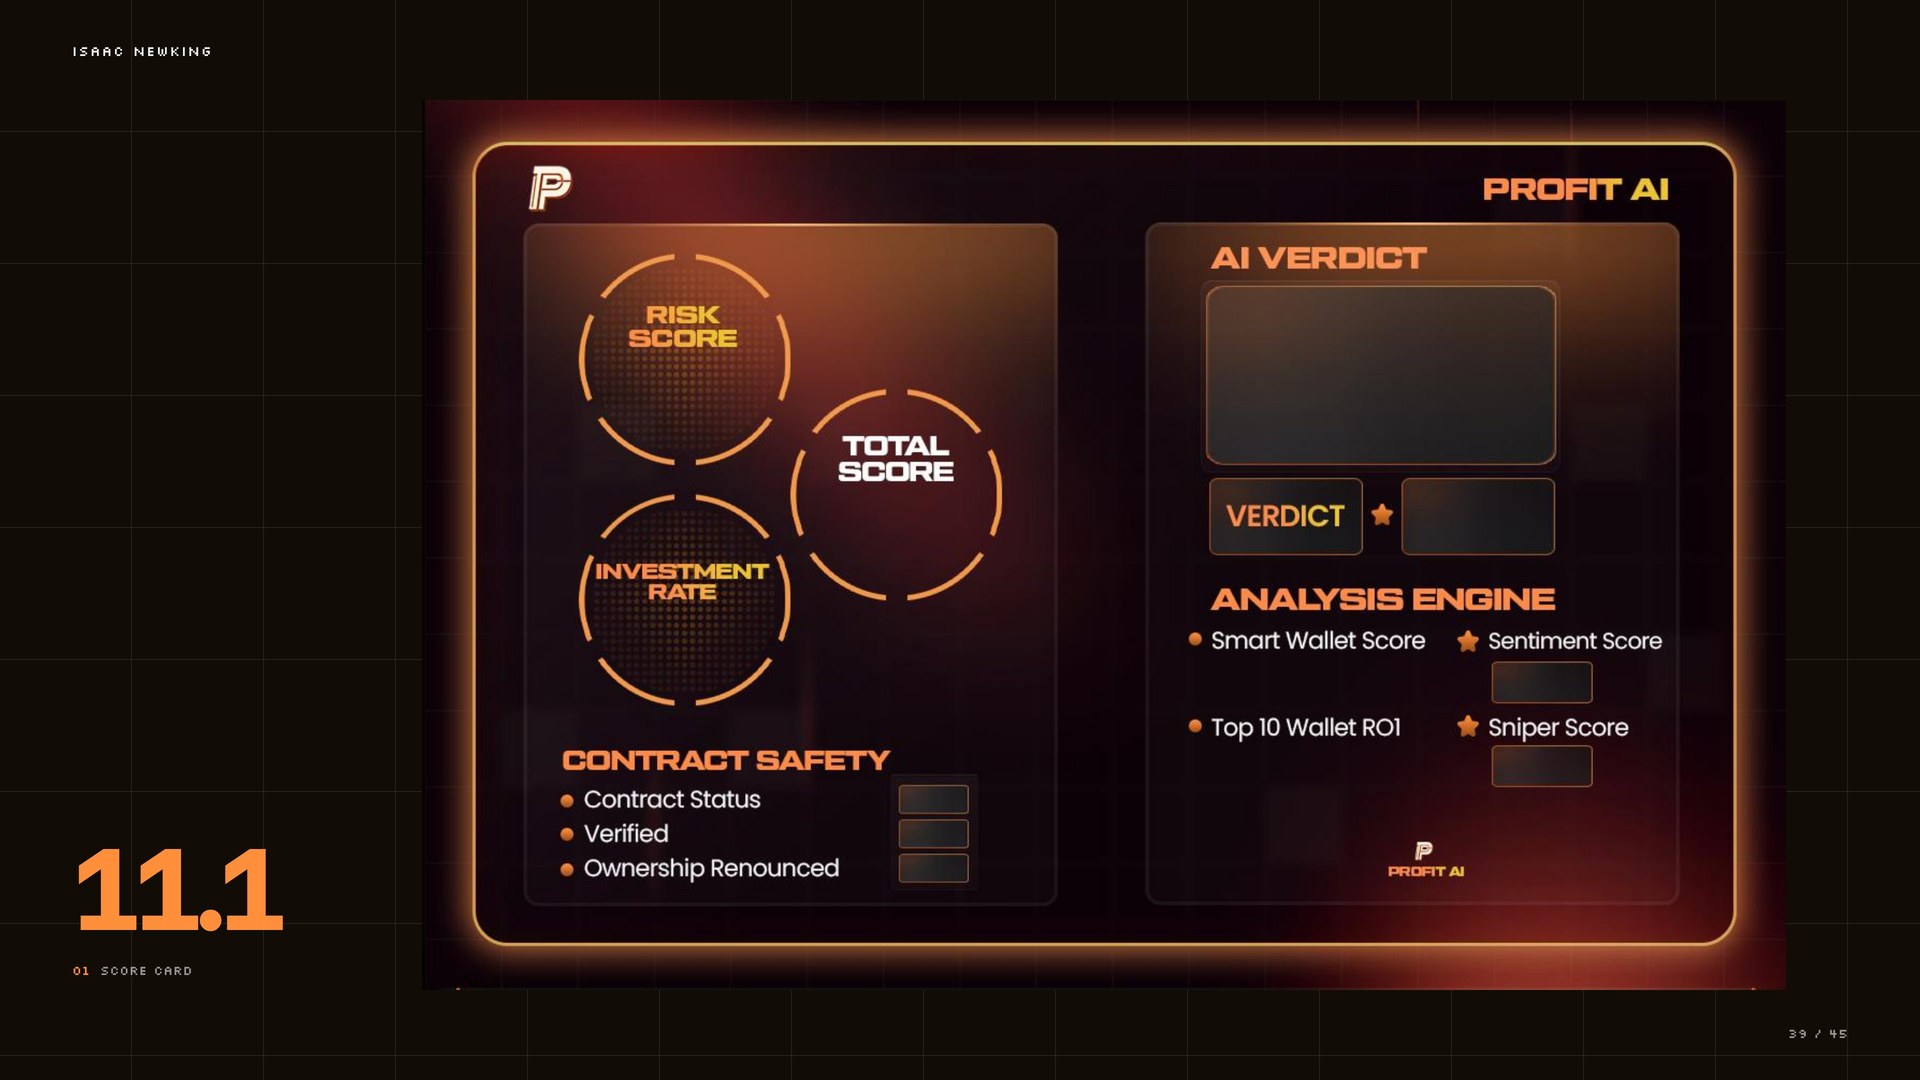 ISAAC NEWKING
P
PROFIT AI
RISK
SCORE
TOTAL
SCORE
INVESTMENT
RATE
CONTRACT SAFETY
Contract Status
Verified
Ownership Renounced
AI VERDICT
VERDICT
ANALYSIS ENGINE
Smart Wallet Score
Sentiment Score
Top 10 Wallet RO1
Sniper Score
P
PROFIT AI
11.1
01 SCORE CARD
39 / 45